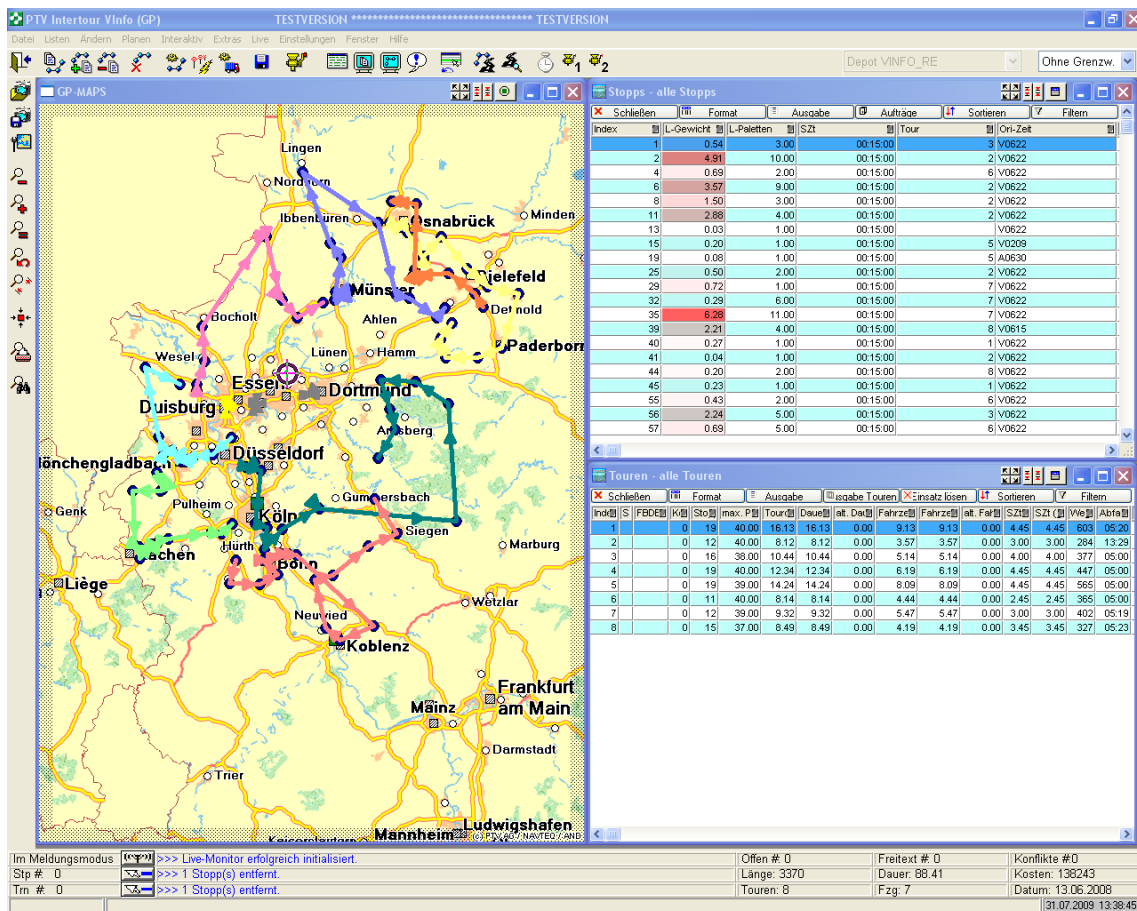 PTV Intertour VInfo (GP) TESTVERSION ********************************** TESTVERSION
Datei Listen Ändern Planen Interaktiv Extras Live Einstellungen Fenster Hilfe
Depot VINFO_RE Ohne Grenzw.
GP-MAPS
Lingen
Nordhorn
Ibbenbüren
Osnabrück
Minden
Bielefeld
Münster
Detmold
Bocholt
Ahlen
Paderborn
Wesel
Lünen
Hamm
Essen
Dortmund
Duisburg
Arnsberg
Düsseldorf
Mönchengladbach
Pulheim
Gummersbach
Genk
Köln
Siegen
Hürth
Marburg
Aachen
Bonn
Liège
Neuwied
Wetzlar
Koblenz
Frankfurt
am Main
Mainz
Darmstadt
Trier
Ludwigshafen
Mannheim
Kaiserslautern
(c) PTV AG / NAVTEQ / AND
Stopps - alle Stopps
Schließen Format Ausgabe Aufträge Sortieren Filtern
Index L-Gewicht L-Paletten SZt Tour Ori-Zeit
1 0.54 3.00 00:15:00 3 V0622
2 4.91 10.00 00:15:00 2 V0622
4 0.69 2.00 00:15:00 6 V0622
6 3.57 9.00 00:15:00 2 V0622
8 1.50 3.00 00:15:00 2 V0622
11 2.88 4.00 00:15:00 2 V0622
13 0.03 1.00 00:15:00 V0622
15 0.20 1.00 00:15:00 5 V0209
19 0.08 1.00 00:15:00 5 A0630
25 0.50 2.00 00:15:00 2 V0622
29 0.72 1.00 00:15:00 7 V0622
32 0.29 6.00 00:15:00 7 V0622
35 6.28 11.00 00:15:00 7 V0622
39 2.21 4.00 00:15:00 8 V0615
40 0.27 1.00 00:15:00 1 V0622
41 0.04 1.00 00:15:00 2 V0622
44 0.20 2.00 00:15:00 8 V0622
45 0.23 1.00 00:15:00 1 V0622
55 0.43 2.00 00:15:00 6 V0622
56 2.24 5.00 00:15:00 3 V0622
57 0.69 5.00 00:15:00 6 V0622
Touren - alle Touren
Schließen Format Ausgabe usgabe Touren Einsatz lösen Sortieren Filtern
Inde S FBDE Ki Sto max. P Tour Daue alt. Dau Fahrze Fahrze alt. Fah SZt SZt ( We Abfa
1 0 19 40.00 16.13 16.13 0.00 9.13 9.13 0.00 4.45 4.45 603 05:20
2 0 12 40.00 8.12 8.12 0.00 3.57 3.57 0.00 3.00 3.00 284 13:29
3 0 16 38.00 10.44 10.44 0.00 5.14 5.14 0.00 4.00 4.00 377 05:00
4 0 19 40.00 12.34 12.34 0.00 6.19 6.19 0.00 4.45 4.45 447 05:00
5 0 19 39.00 14.24 14.24 0.00 8.09 8.09 0.00 4.45 4.45 565 05:00
6 0 11 40.00 8.14 8.14 0.00 4.44 4.44 0.00 2.45 2.45 365 05:00
7 0 12 39.00 9.32 9.32 0.00 5.47 5.47 0.00 3.00 3.00 402 05:19
8 0 15 37.00 8.49 8.49 0.00 4.19 4.19 0.00 3.45 3.45 327 05:23
Im Meldungsmodus >>> Live-Monitor erfolgreich initialisiert. Offen #: 0 Freitext #: 0 Konflikte #:0
Stp #: 0 >>> 1 Stopp(s) entfernt. Länge: 3370 Dauer: 88.41 Kosten: 138243
Trn #: 0 >>> 1 Stopp(s) entfernt. Touren: 8 Fzg: 7 Datum: 13.06.2008
31.07.2009 13:38:45